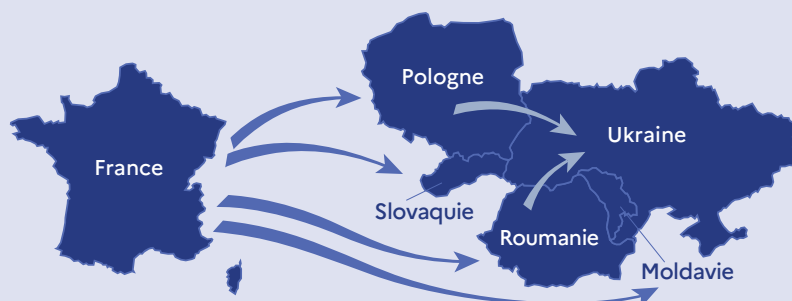 Pologne
Ukraine
France
Slovaquie
Roumanie
Moldavie